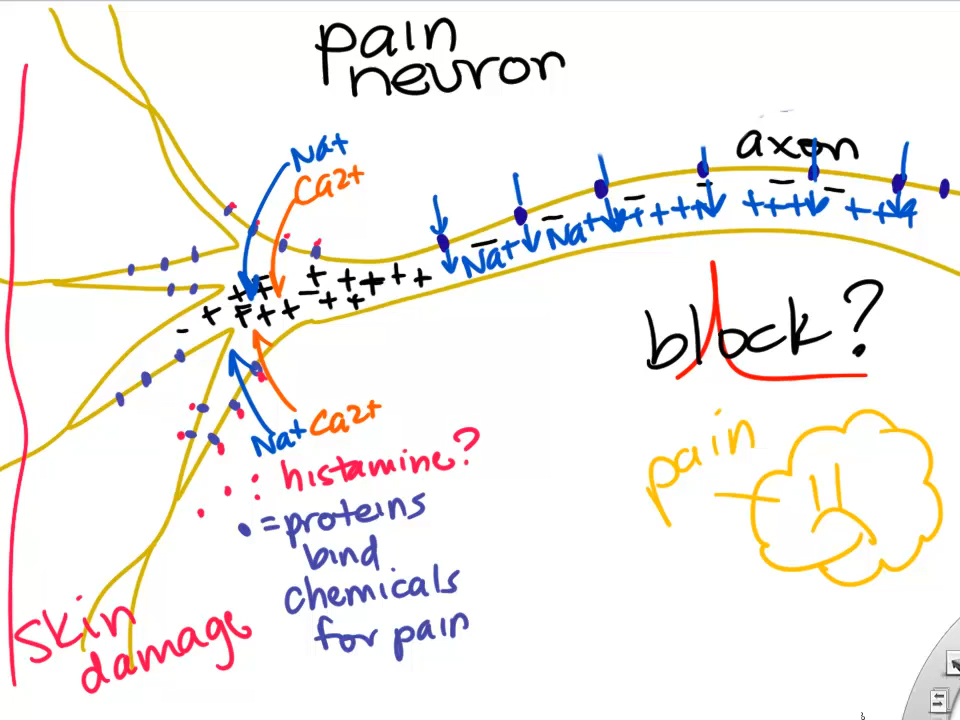 pain
neuron
axon
Na+
Ca2+
Na+
Na+
block?
pain
Na+ Ca2+
: histamine?
• = proteins
bind
chemicals
for pain
skin
damage